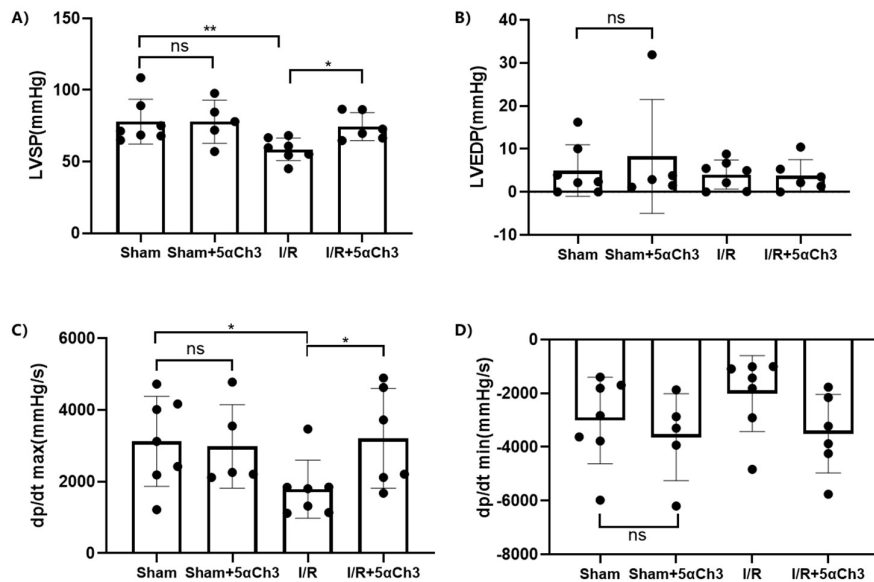 A)
LVSP(mmHg)
150
100
50
0
**
ns
*
Sham
Sham+5αCh3
I/R
I/R+5αCh3
B)
LVEDP(mmHg)
40
30
20
10
0
-10
ns
Sham
Sham+5αCh3
I/R
I/R+5αCh3
C)
dp/dt max(mmHg/s)
6000
4000
2000
0
*
ns
*
Sham
Sham+5αCh3
I/R
I/R+5αCh3
D)
dp/dt min(mmHg/s)
0
-2000
-4000
-6000
-8000
ns
Sham
Sham+5αCh3
I/R
I/R+5αCh3